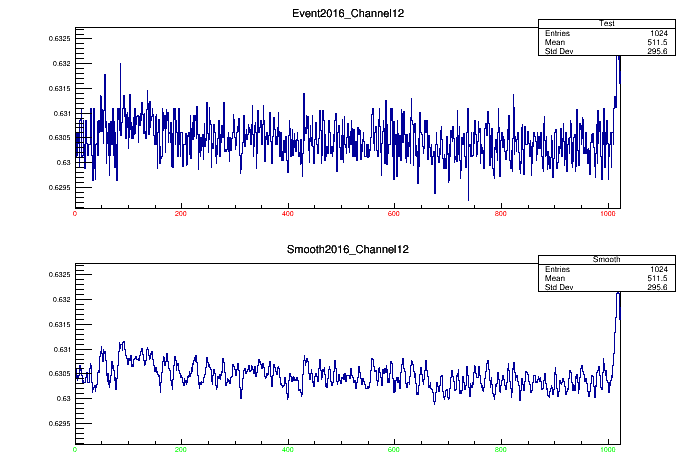 Event2016_Channel12
Test
Entries 1024
Mean 511.5
Std Dev 295.6
0.6325
0.632
0.6315
0.631
0.6305
0.63
0.6295
0 200 400 600 800 1000
Smooth2016_Channel12
Smooth
Entries 1024
Mean 511.5
Std Dev 295.6
0.6325
0.632
0.6315
0.631
0.6305
0.63
0.6295
0 200 400 600 800 1000